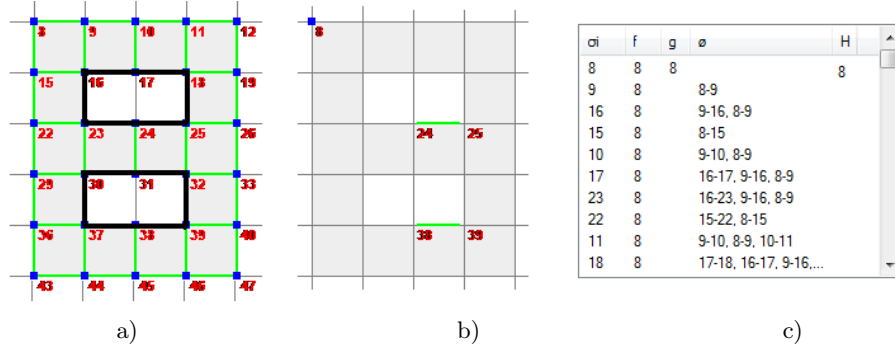 8 9 10 11 12
15 16 17 18 19
22 23 24 25 26
29 30 31 32 33
36 37 38 39 40
43 44 45 46 47
a)
8
24 25
38 39
b)
σi f g ø H
8 8 8 8
9 8 8-9
16 8 9-16, 8-9
15 8 8-15
10 8 9-10, 8-9
17 8 16-17, 9-16, 8-9
23 8 16-23, 9-16, 8-9
22 8 15-22, 8-15
11 8 9-10, 8-9, 10-11
18 8 17-18, 16-17, 9-16,...
c)